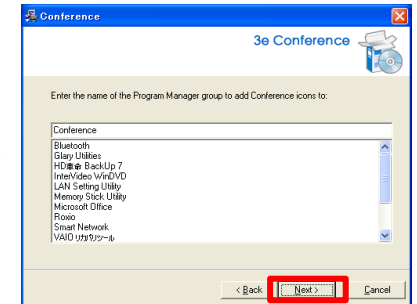 Conference
3e Conference
Enter the name of the Program Manager group to add Conference icons to:
Conference
Bluetooth
Glary Utilities
HD革命 BackUp 7
InterVideo WinDVD
LAN Setting Utility
Memory Stick Utility
Microsoft Office
Roxio
Smart Network
VAIO リカバリツール
< Back
Next >
Cancel